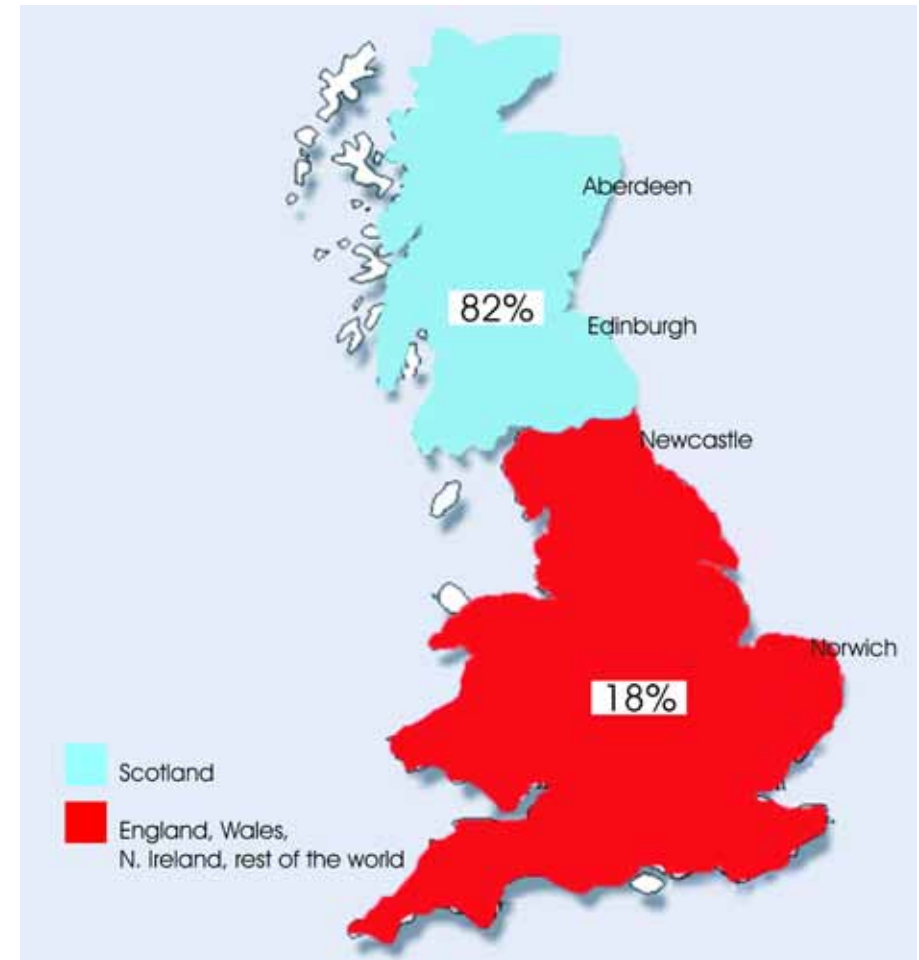 Aberdeen
82%
Edinburgh
Newcastle
Norwich
18%
Scotland
England, Wales,
N. Ireland, rest of the world